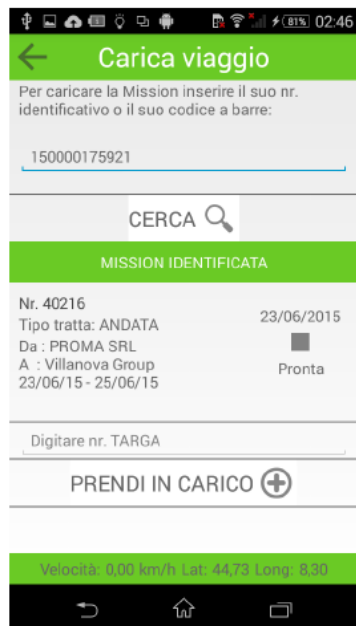 81% 02:46
Carica viaggio
Per caricare la Mission inserire il suo nr.
identificativo o il suo codice a barre:
150000175921
CERCA
MISSION IDENTIFICATA
Nr. 40216
Tipo tratta: ANDATA
Da : PROMA SRL
A : Villanova Group
23/06/15 - 25/06/15
23/06/2015
Pronta
Digitare nr. TARGA
PRENDI IN CARICO
Velocità: 0,00 km/h Lat: 44,73 Long: 8,30